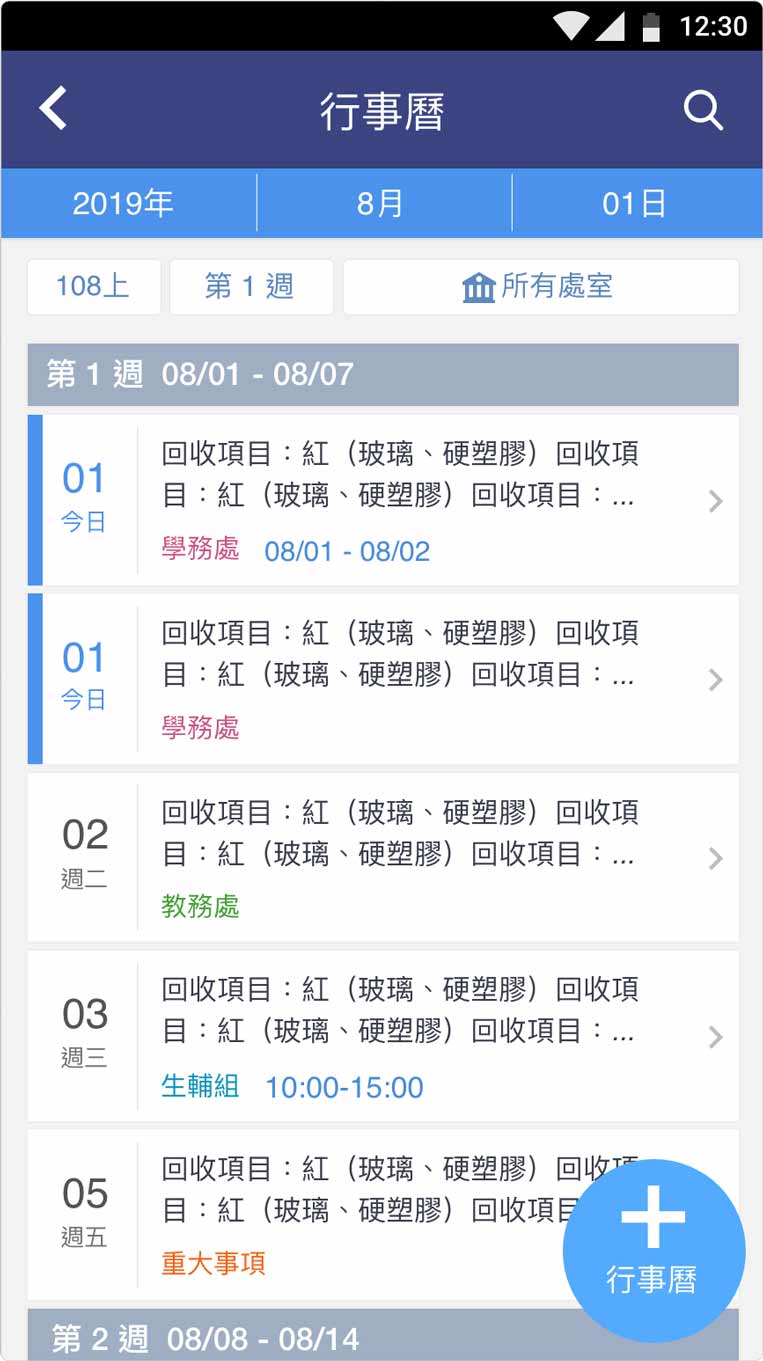 12:30
行事曆
2019年 8月 01日
108上 第 1 週 所有處室
第 1 週 08/01 - 08/07
01
今日
回收項目：紅（玻璃、硬塑膠）回收項
目：紅（玻璃、硬塑膠）回收項目：...
學務處 08/01 - 08/02
01
今日
回收項目：紅（玻璃、硬塑膠）回收項
目：紅（玻璃、硬塑膠）回收項目：...
學務處
02
週二
回收項目：紅（玻璃、硬塑膠）回收項
目：紅（玻璃、硬塑膠）回收項目：...
教務處
03
週三
回收項目：紅（玻璃、硬塑膠）回收項
目：紅（玻璃、硬塑膠）回收項目：...
生輔組 10:00-15:00
05
週五
回收項目：紅（玻璃、硬塑膠）回收項
目：紅（玻璃、硬塑膠）回收項目
重大事項
行事曆
第 2 週 08/08 - 08/14